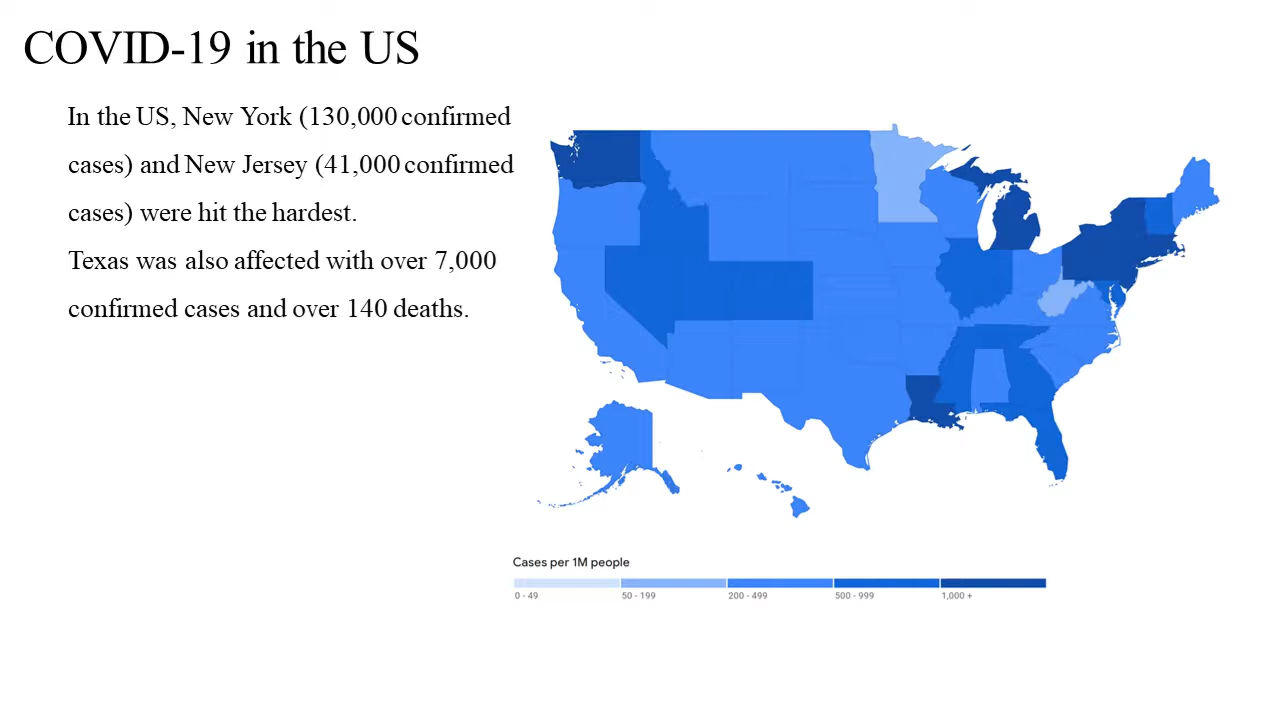 COVID-19 in the US
In the US, New York (130,000 confirmed
cases) and New Jersey (41,000 confirmed
cases) were hit the hardest.
Texas was also affected with over 7,000
confirmed cases and over 140 deaths.
Cases per 1M people
0 - 49 50 - 199 200 - 499 500 - 999 1,000 +